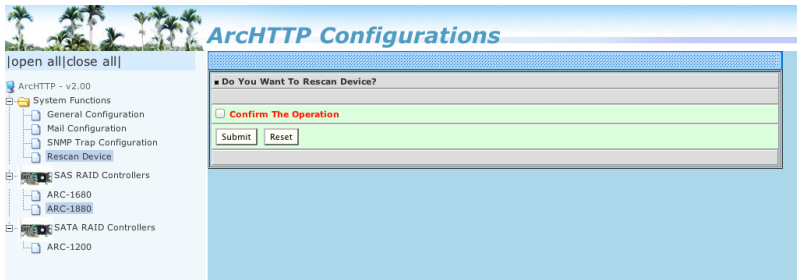 ArcHTTP Configurations
|open all|close all|
ArcHTTP - v2.00
System Functions
General Configuration
Mail Configuration
SNMP Trap Configuration
Rescan Device
SAS RAID Controllers
ARC-1680
ARC-1880
SATA RAID Controllers
ARC-1200
Do You Want To Rescan Device?
Confirm The Operation
Submit Reset